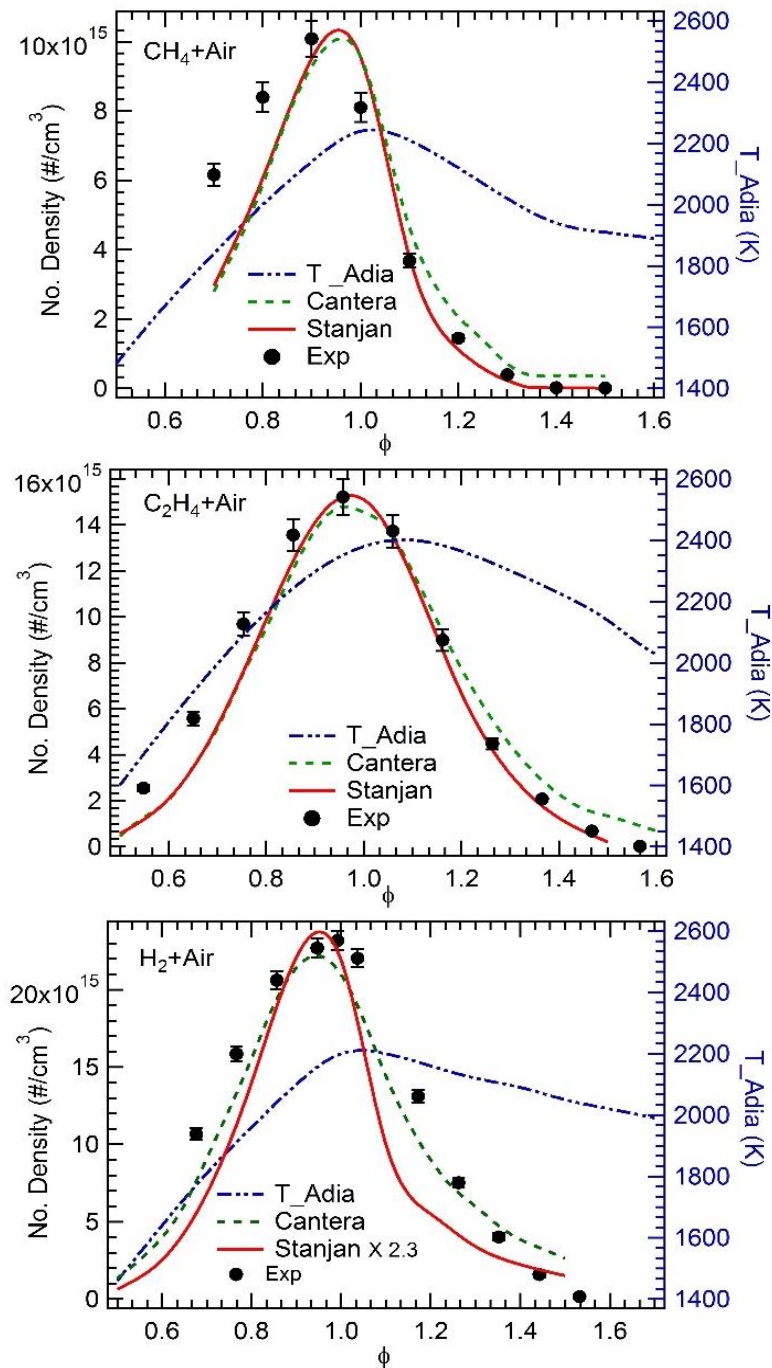 CH4+Air
10x10^15
8
6
4
2
0
No. Density (#/cm^3)
2600
2400
2200
2000
1800
1600
1400
T_Adia (K)
T _Adia
Cantera
Stanjan
Exp
0.6 0.8 1.0 1.2 1.4 1.6
ϕ
C2H4+Air
16x10^15
14
12
10
8
6
4
2
0
No. Density (#/cm^3)
2600
2400
2200
2000
1800
1600
1400
T_Adia (K)
T_Adia
Cantera
Stanjan
Exp
0.6 0.8 1.0 1.2 1.4 1.6
ϕ
H2+Air
20x10^15
15
10
5
0
No. Density (#/cm^3)
2600
2400
2200
2000
1800
1600
1400
T_Adia (K)
T_Adia
Cantera
Stanjan X 2.3
Exp
0.6 0.8 1.0 1.2 1.4 1.6
ϕ